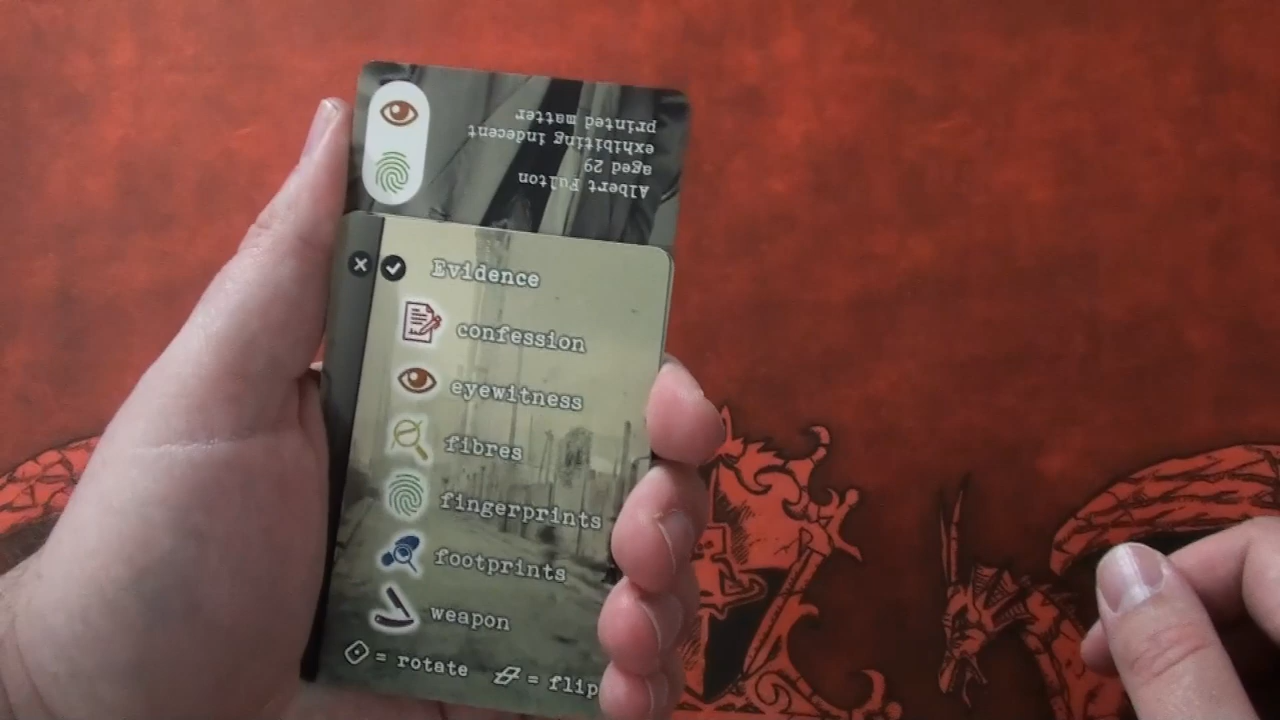 Albert Fulton
aged 29
exhibiting indecent
printed matter
Evidence
confession
eyewitness
fibres
fingerprints
footprints
weapon
= rotate = flip